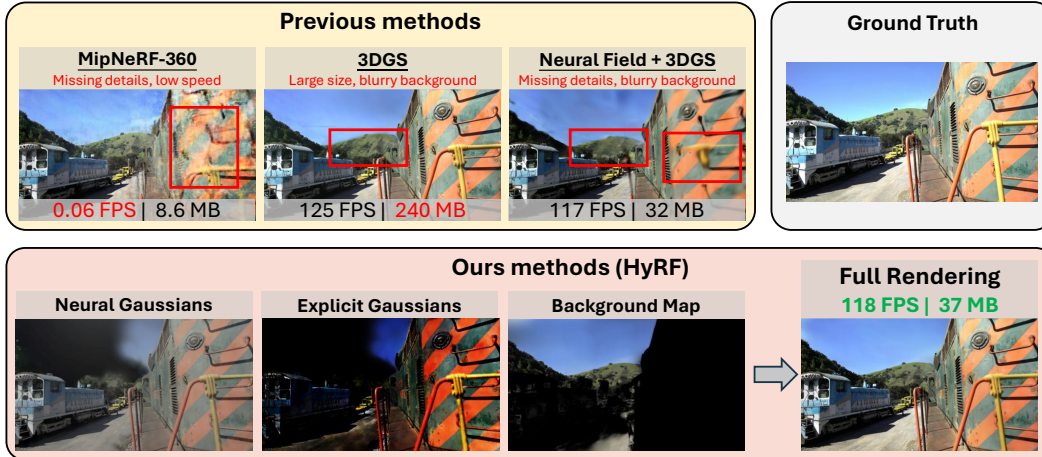 Previous methods
MipNeRF-360
Missing details, low speed
0.06 FPS | 8.6 MB
3DGS
Large size, blurry background
125 FPS | 240 MB
Neural Field + 3DGS
Missing details, blurry background
117 FPS | 32 MB
Ground Truth
Ours methods (HyRF)
Neural Gaussians
Explicit Gaussians
Background Map
Full Rendering
118 FPS | 37 MB